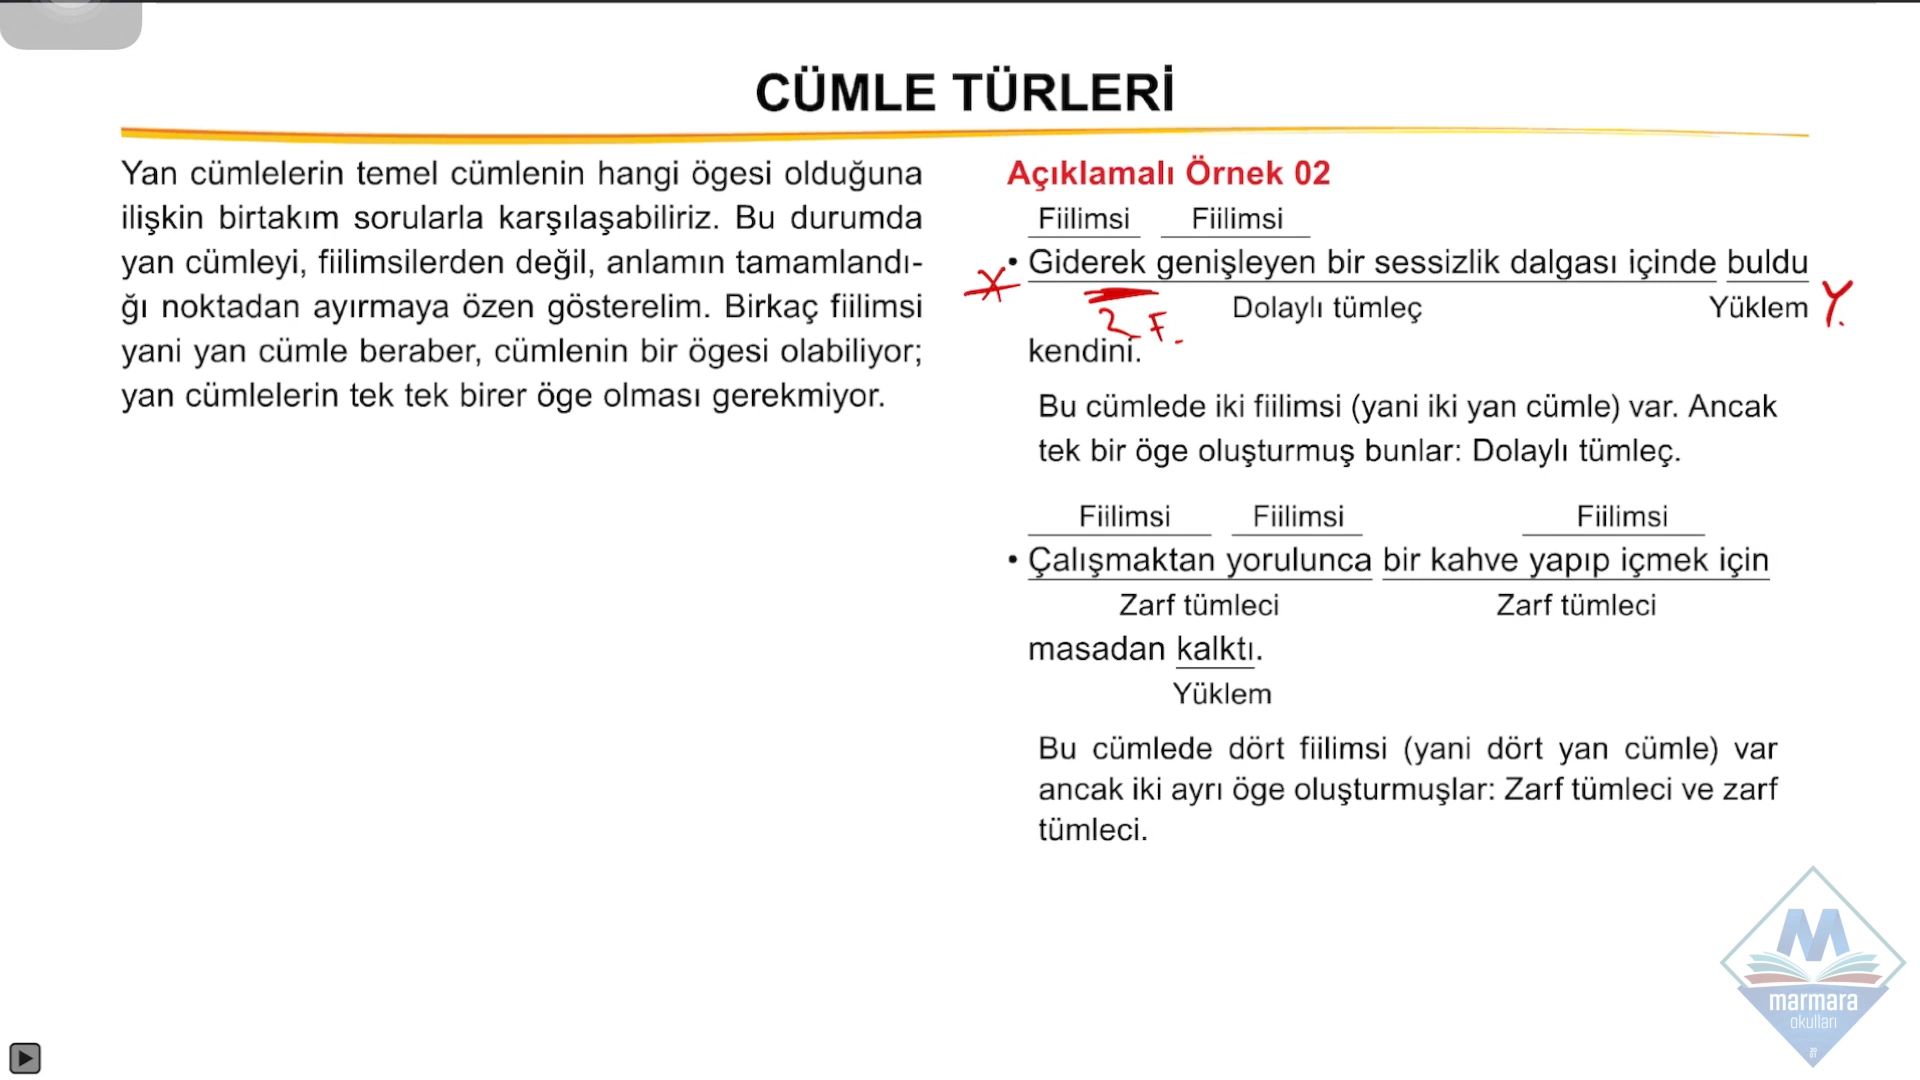 CÜMLE TÜRLERİ
Yan cümlelerin temel cümlenin hangi ögesi olduğuna
ilişkin birtakım sorularla karşılaşabiliriz. Bu durumda
yan cümleyi, fiilimsilerden değil, anlamın tamamlandı-
ğı noktadan ayırmaya özen gösterelim. Birkaç fiilimsi
yani yan cümle beraber, cümlenin bir ögesi olabiliyor;
yan cümlelerin tek tek birer öge olması gerekmiyor.
Açıklamalı Örnek 02
Fiilimsi Fiilimsi
• Giderek genişleyen bir sessizlik dalgası içinde buldu
Dolaylı tümleç Yüklem Y.
2 F.
kendini.
Bu cümlede iki fiilimsi (yani iki yan cümle) var. Ancak
tek bir öge oluşturmuş bunlar: Dolaylı tümleç.
Fiilimsi Fiilimsi Fiilimsi
• Çalışmaktan yorulunca bir kahve yapıp içmek için
Zarf tümleci Zarf tümleci
masadan kalktı.
Yüklem
Bu cümlede dört fiilimsi (yani dört yan cümle) var
ancak iki ayrı öge oluşturmuşlar: Zarf tümleci ve zarf
tümleci.
M
marmara
okulları
20
01